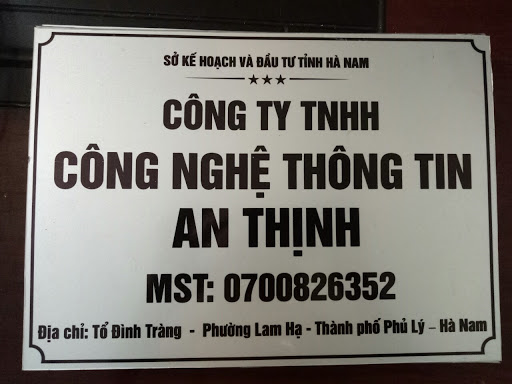 SỞ KẾ HOẠCH VÀ ĐẦU TƯ TỈNH HÀ NAM
CÔNG TY TNHH
CÔNG NGHỆ THÔNG TIN
AN THỊNH
MST: 0700826352
Địa chỉ: Tổ Đình Tràng - Phường Lam Hạ - Thành phố Phủ Lý – Hà Nam